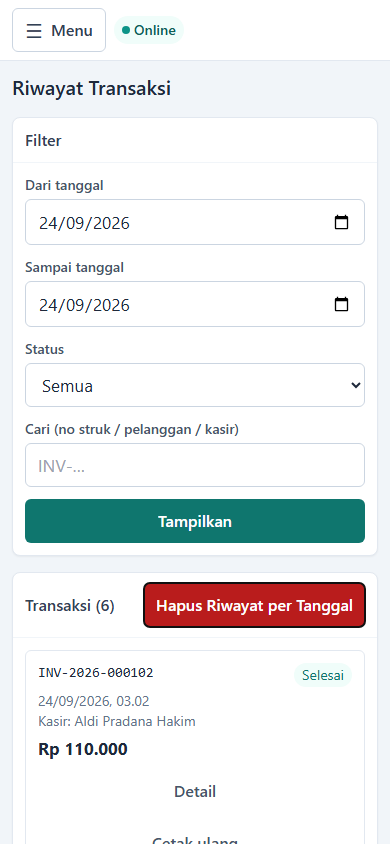 ☰ Menu
Online
Riwayat Transaksi
Filter
Dari tanggal
24/09/2026
Sampai tanggal
24/09/2026
Status
Semua
Cari (no struk / pelanggan / kasir)
INV-...
Tampilkan
Transaksi (6)
Hapus Riwayat per Tanggal
INV-2026-000102
Selesai
24/09/2026, 03.02
Kasir: Aldi Pradana Hakim
Rp 110.000
Detail
Cetak ulang